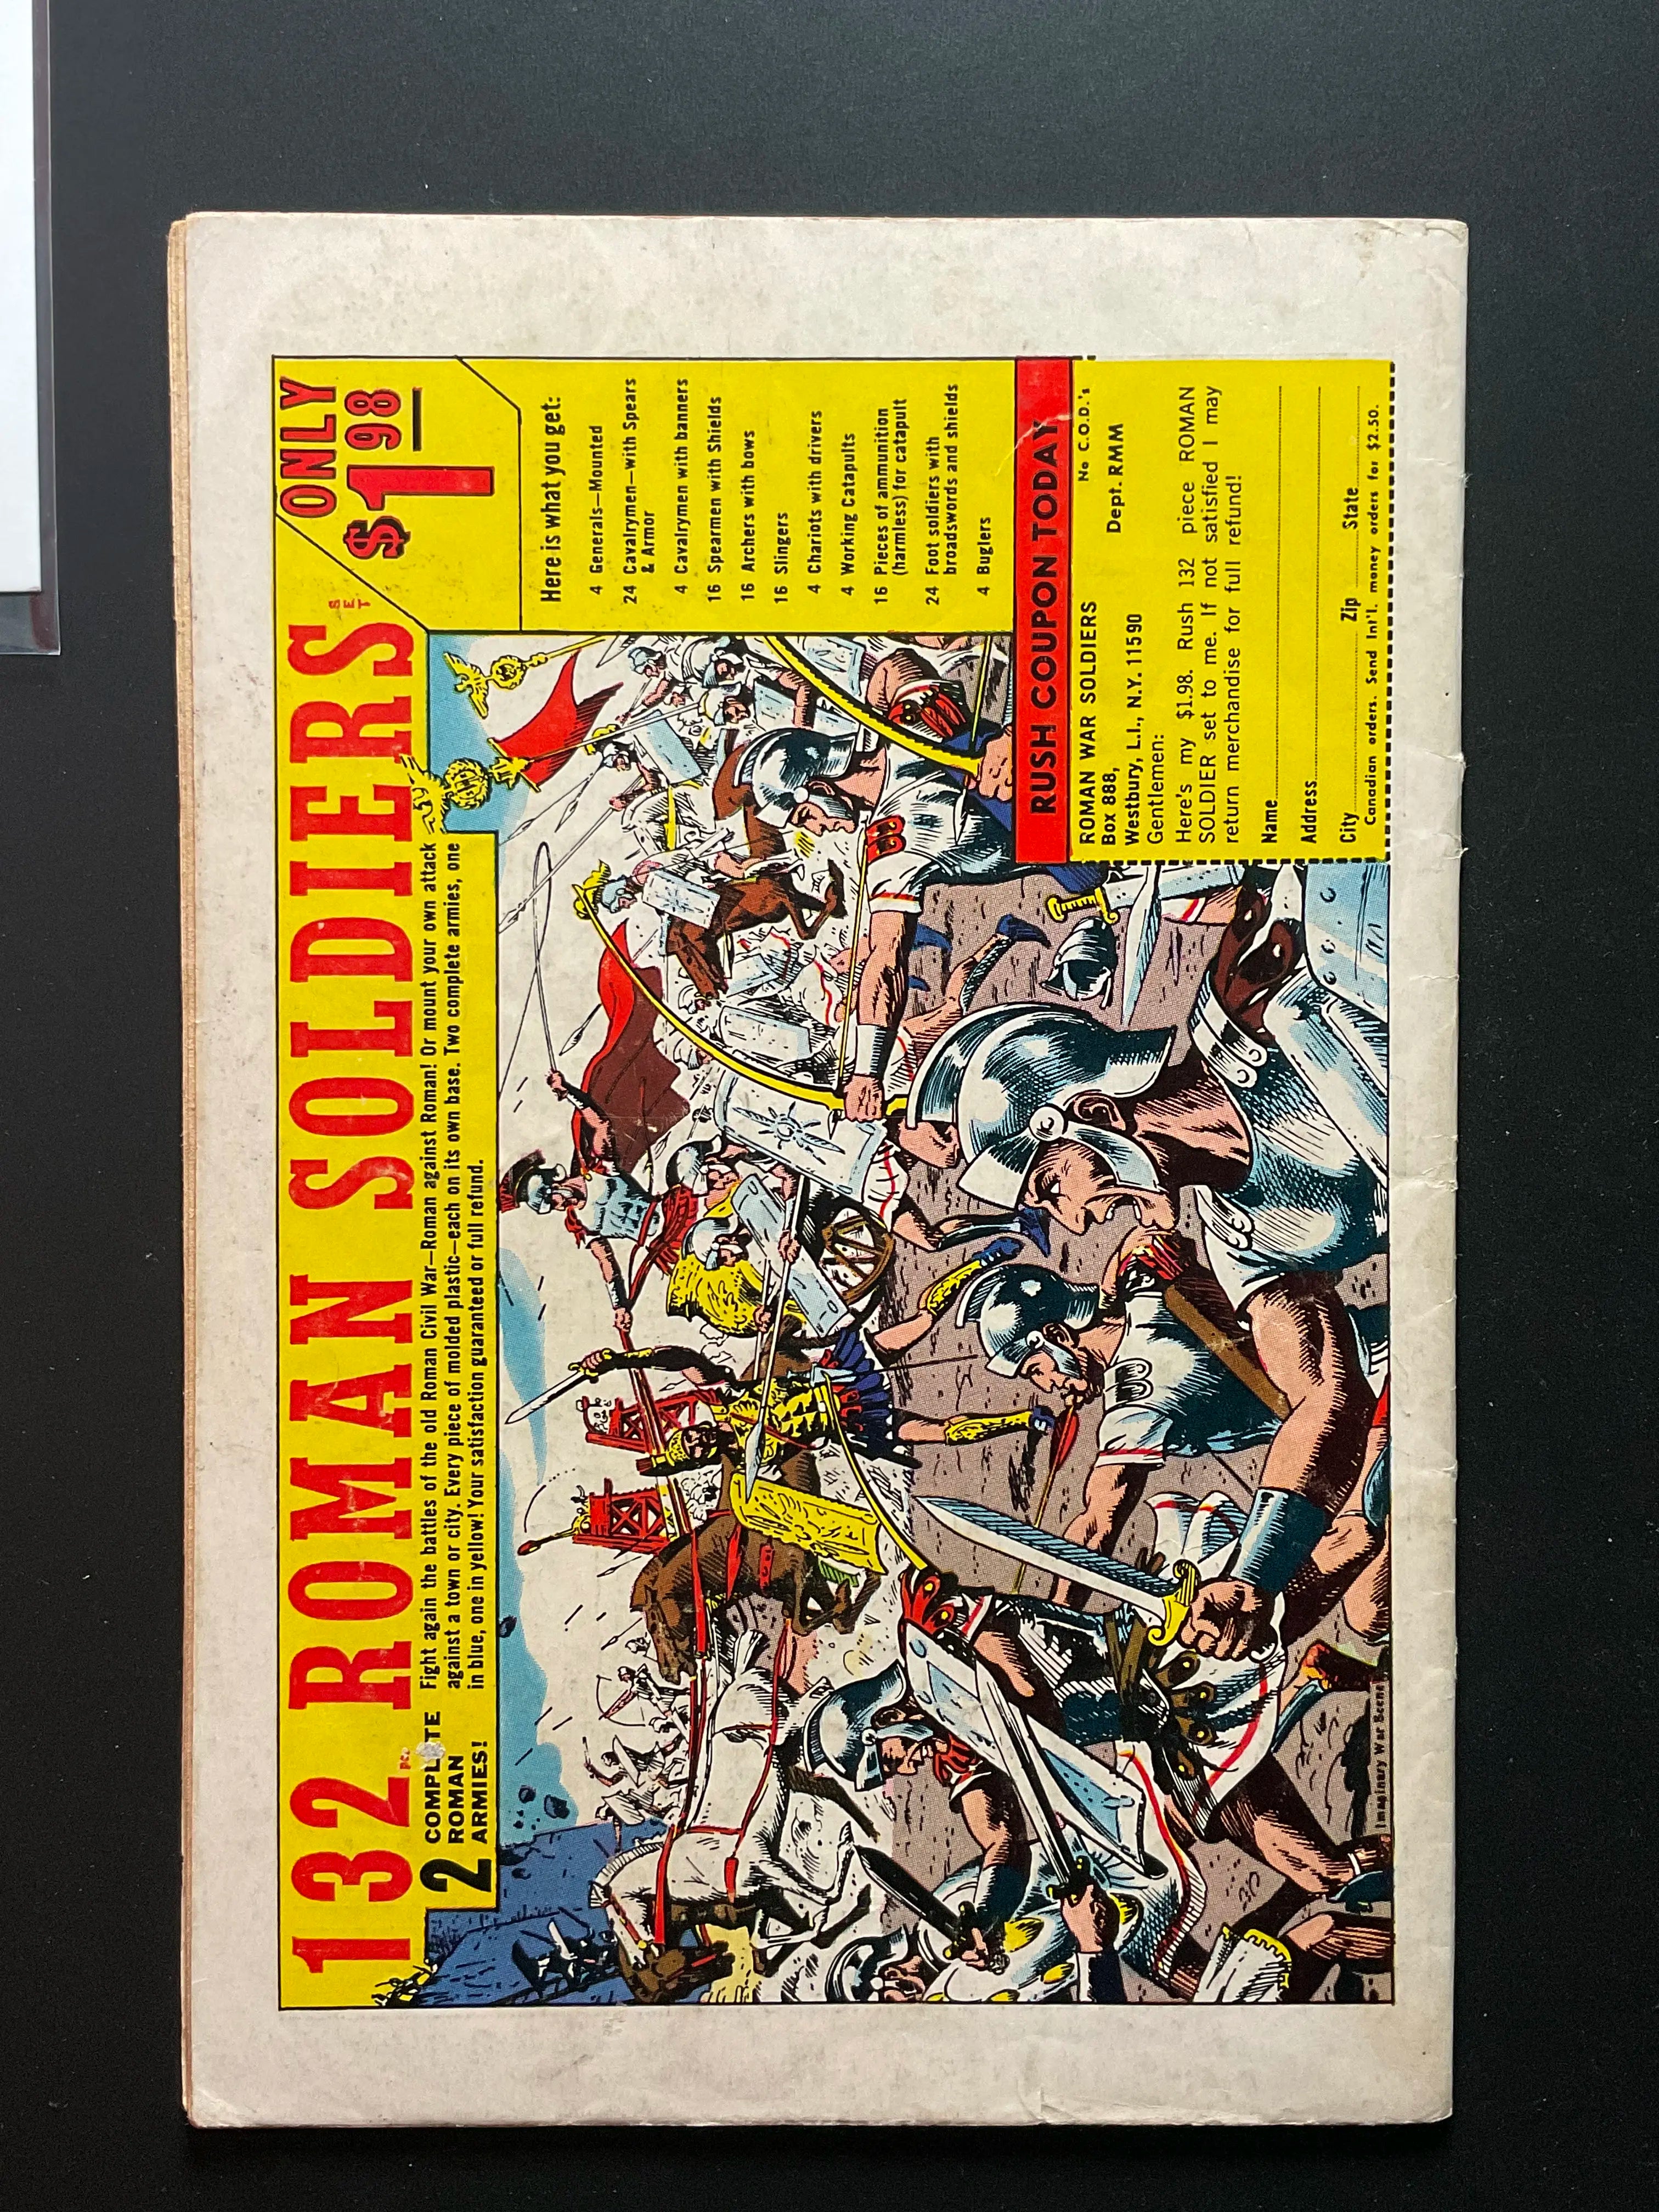 132 PC. ROMAN SOLDIERS SET
ONLY
$1 98
2 COMPLETE
ROMAN
ARMIES!
Fight again the battles of the old Roman Civil War—Roman against Roman! Or mount your own attack
against a town or city. Every piece of molded plastic—each on its own base. Two complete armies, one
in blue, one in yellow! Your satisfaction guaranteed or full refund.
Here is what you get:
4 Generals—Mounted
24 Cavalrymen—with Spears
& Armor
4 Cavalrymen with banners
16 Spearmen with Shields
16 Archers with bows
16 Slingers
4 Chariots with drivers
4 Working Catapults
16 Pieces of ammunition
(harmless) for catapult
24 Foot soldiers with
broadswords and shields
4 Buglers
RUSH COUPON TODAY
No C.O.D.'s
ROMAN WAR SOLDIERS
Box 888, Dept. RMM
Westbury, L.I., N.Y. 11590
Gentlemen:
Here's my $1.98. Rush 132 piece ROMAN
SOLDIER set to me. If not satisfied I may
return merchandise for full refund!
Name
Address
City Zip State
Canadian orders. Send Int'l. money orders for $2.50.
Imaginary War Scene